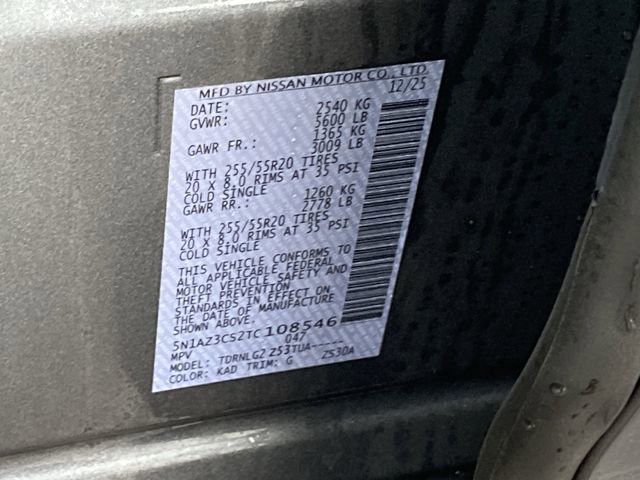 MFD BY NISSAN MOTOR CO., LTD.
DATE: 12/25
GVWR: 2540 KG
5600 LB
GAWR FR.: 1365 KG
3009 LB
WITH 255/55R20 TIRES
20 X 8.0 RIMS AT 35 PSI
COLD SINGLE
GAWR RR.: 1260 KG
2778 LB
WITH 255/55R20 TIRES
20 X 8.0 RIMS AT 35 PSI
COLD SINGLE
THIS VEHICLE CONFORMS TO
ALL APPLICABLE FEDERAL
MOTOR VEHICLE SAFETY AND
THEFT PREVENTION
STANDARDS IN EFFECT ON
THE DATE OF MANUFACTURE
SHOWN ABOVE.
5N1AZ3CS2TC108546
MPV 047
MODEL: TDRNLG2 ZS3TUA-----
COLOR: KAD TRIM: G ZS30A